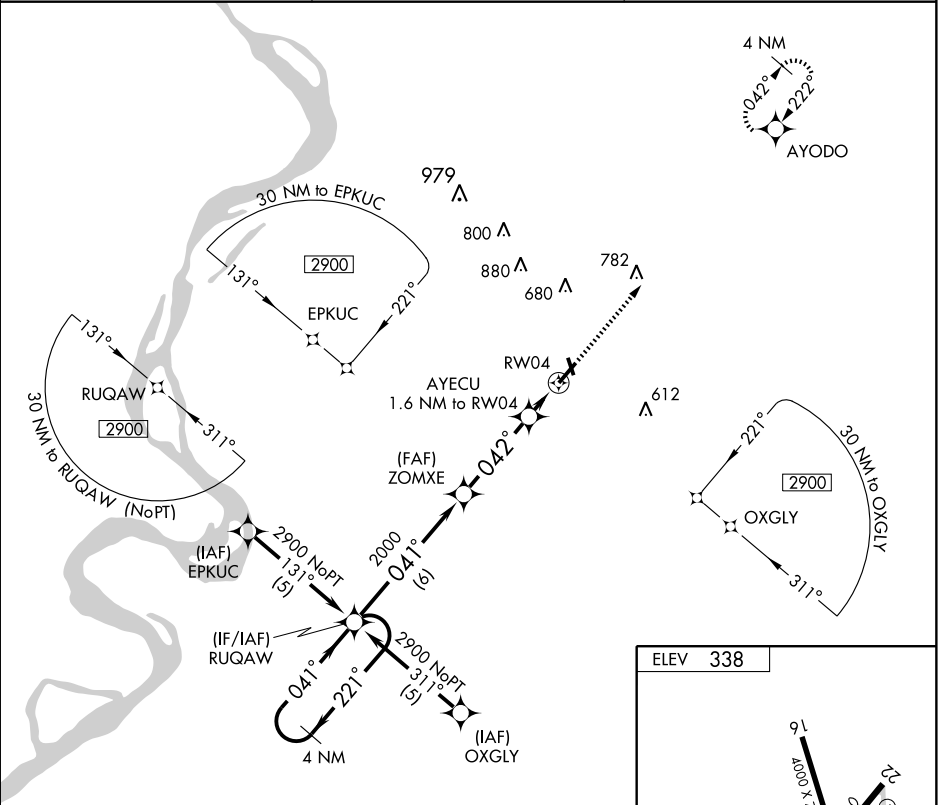 4 NM
042°
222°
AYODO
979
30 NM to EPKUC
800
2900
880
782
131°
221°
680
EPKUC
131°
RW04
AYECU
1.6 NM to RW04
RUQAW
612
2900
311°
30 NM to RUQAW (NoPT)
042°
221°
30 NM to OXGLY
(FAF)
ZOMXE
2900
OXGLY
2900 NoPT
131°
(5)
(IAF)
EPKUC
2000
041°
(6)
311°
(IF/IAF)
RUQAW
2900 NoPT
311°
(5)
ELEV 338
041°
221°
4 NM
(IAF)
OXGLY
16
22
4000 X